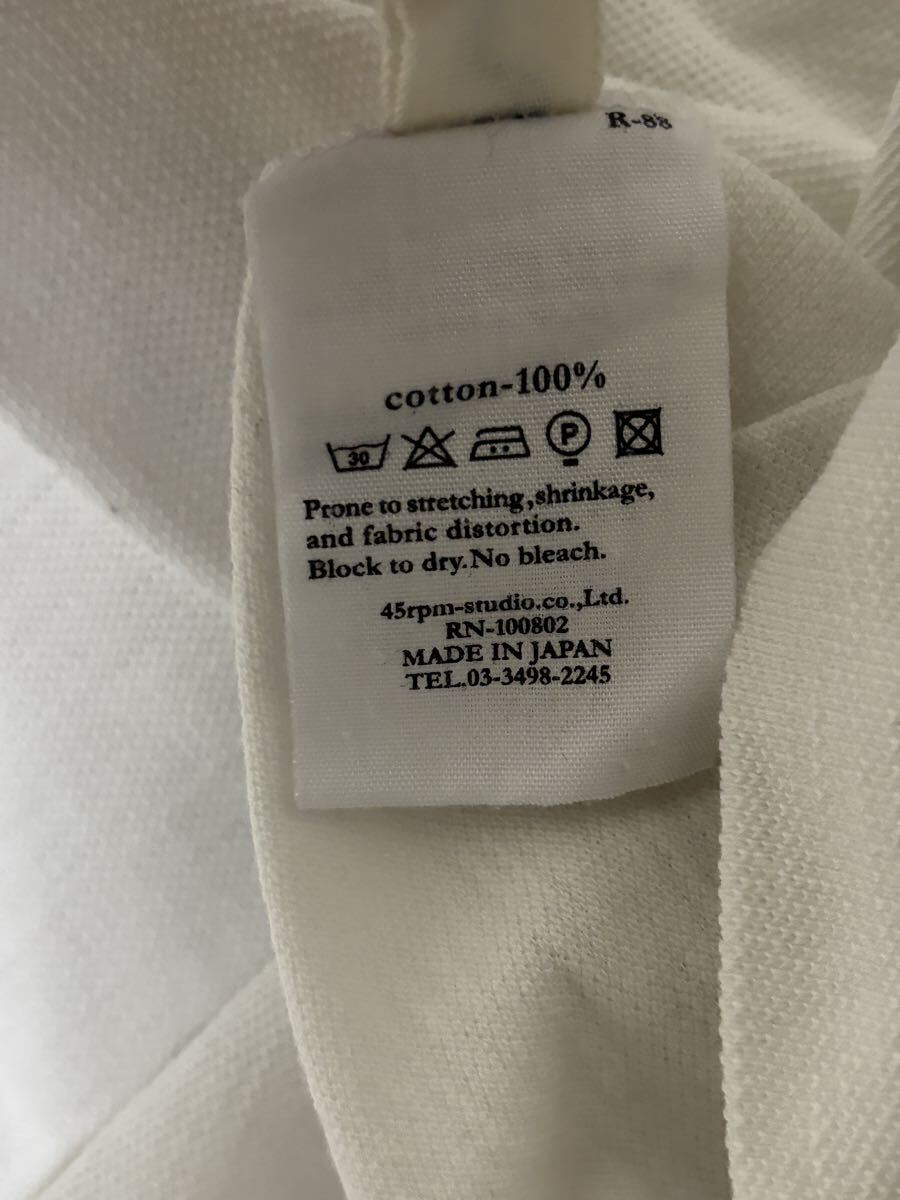 R-88
cotton-100%
30 P
Prone to stretching,shrinkage,
and fabric distortion.
Block to dry.No bleach.
45rpm-studio.co.,Ltd.
RN-100802
MADE IN JAPAN
TEL.03-3498-2245